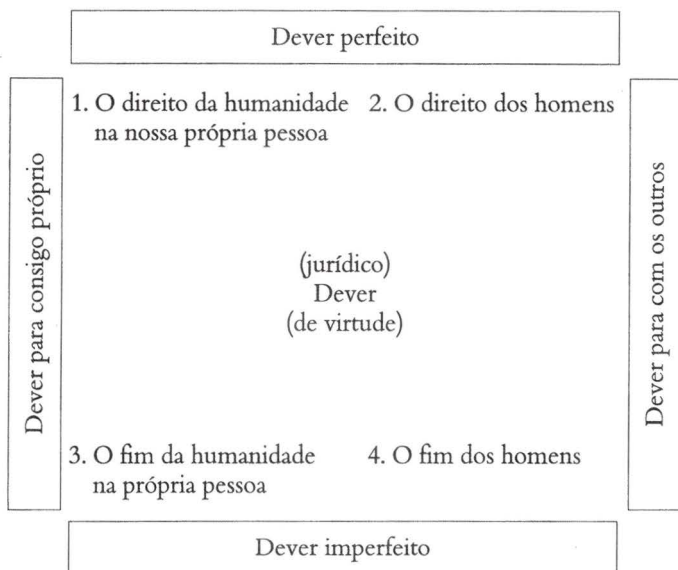 Dever perfeito
Dever para consigo próprio
1. O direito da humanidade
na nossa própria pessoa
2. O direito dos homens
(jurídico)
Dever
(de virtude)
3. O fim da humanidade
na própria pessoa
4. O fim dos homens
Dever para com os outros
Dever imperfeito